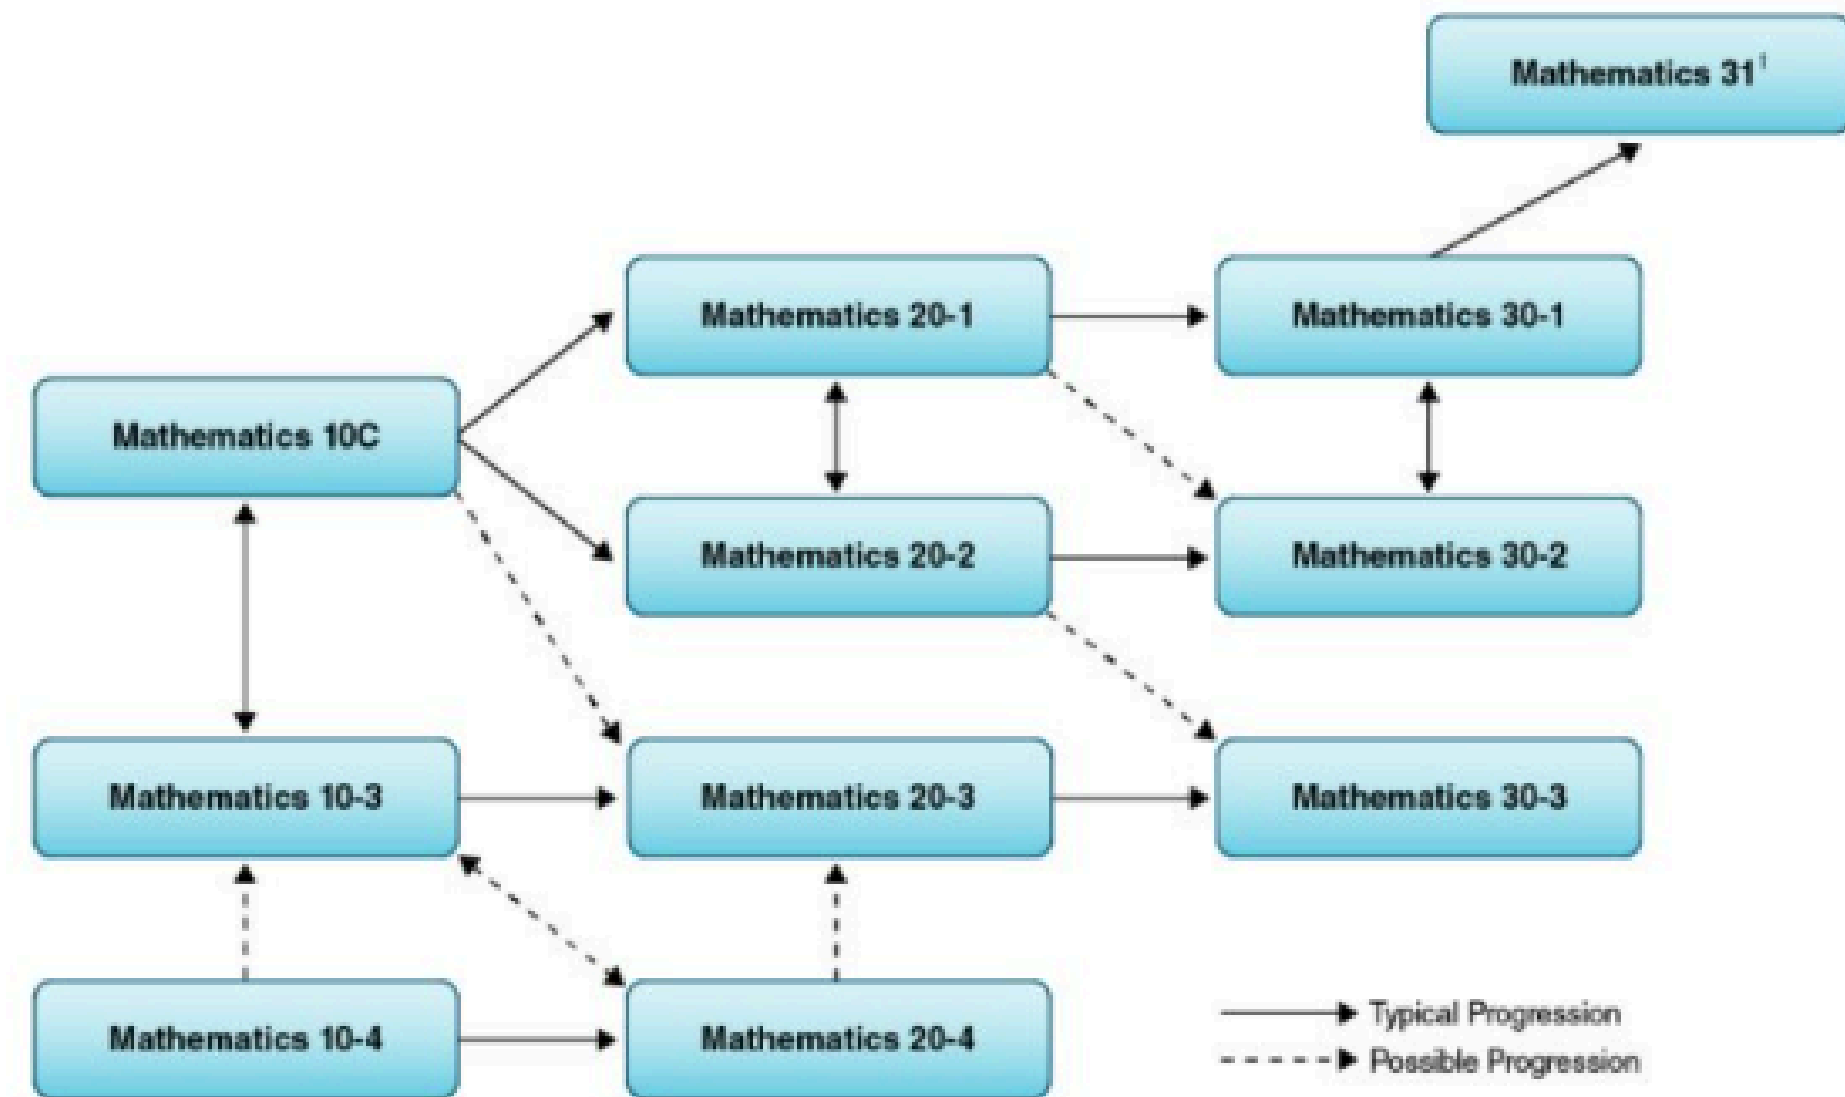 Mathematics 31¹
Mathematics 20-1
Mathematics 30-1
Mathematics 10C
Mathematics 20-2
Mathematics 30-2
Mathematics 10-3
Mathematics 20-3
Mathematics 30-3
Mathematics 10-4
Mathematics 20-4
Typical Progression
Possible Progression